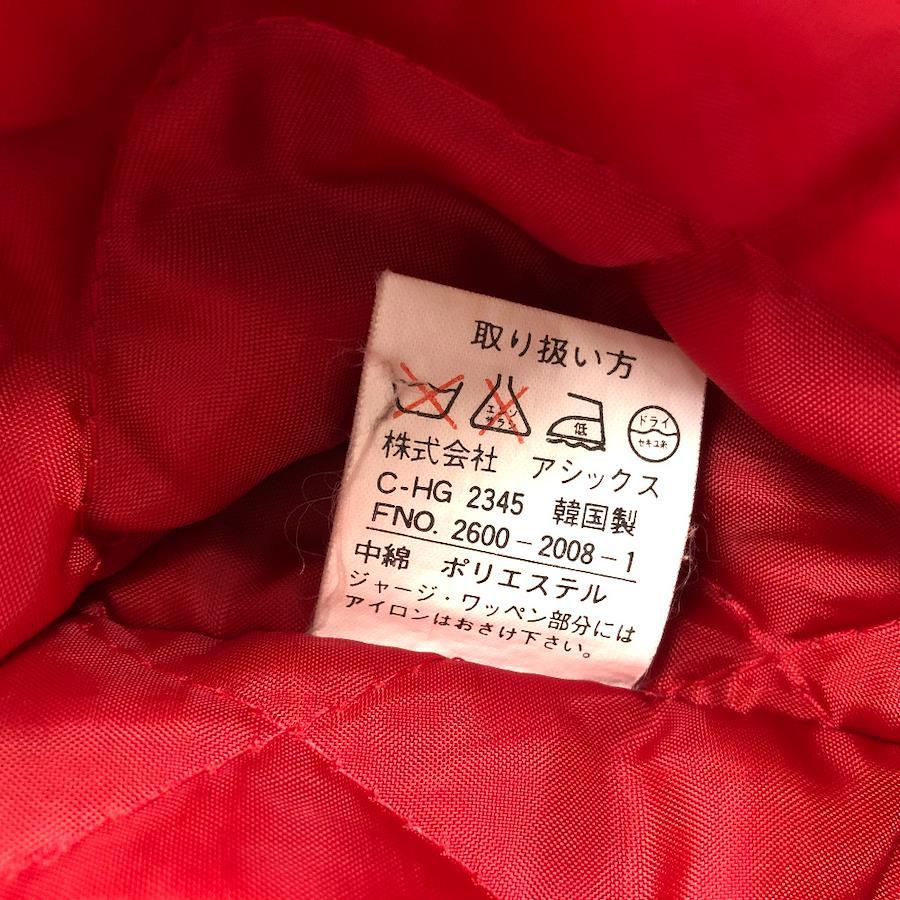 取り扱い方
エンソ
サラシ
低
ドライ
セキユ系
株式会社 アシックス
C-HG 2345 韓国製
FNO. 2600-2008-1
中綿 ポリエステル
ジャージ・ワッペン部分には
アイロンはおさけ下さい。